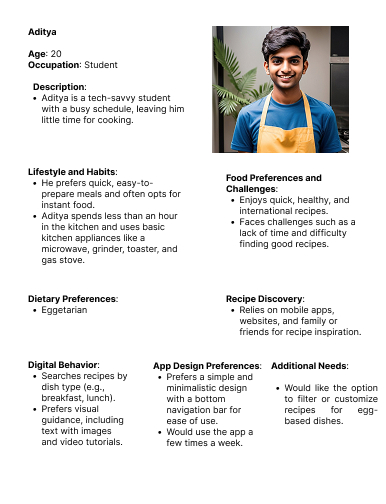 Aditya
Age: 20
Occupation: Student
Description:
• Aditya is a tech-savvy student
with a busy schedule, leaving him
little time for cooking.
Lifestyle and Habits:
• He prefers quick, easy-to-
prepare meals and often opts for
instant food.
• Aditya spends less than an hour
in the kitchen and uses basic
kitchen appliances like a
microwave, grinder, toaster, and
gas stove.
Food Preferences and
Challenges:
• Enjoys quick, healthy, and
international recipes.
• Faces challenges such as a
lack of time and difficulty
finding good recipes.
Dietary Preferences:
• Eggetarian
Recipe Discovery:
• Relies on mobile apps,
websites, and family or
friends for recipe inspiration.
Digital Behavior:
• Searches recipes by
dish type (e.g.,
breakfast, lunch).
• Prefers visual
guidance, including
text with images
and video tutorials.
App Design Preferences:
• Prefers a simple and
minimalistic design
with a bottom
navigation bar for
ease of use.
• Would use the app a
few times a week.
Additional Needs:
• Would like the option
to filter or customize
recipes for egg-
based dishes.